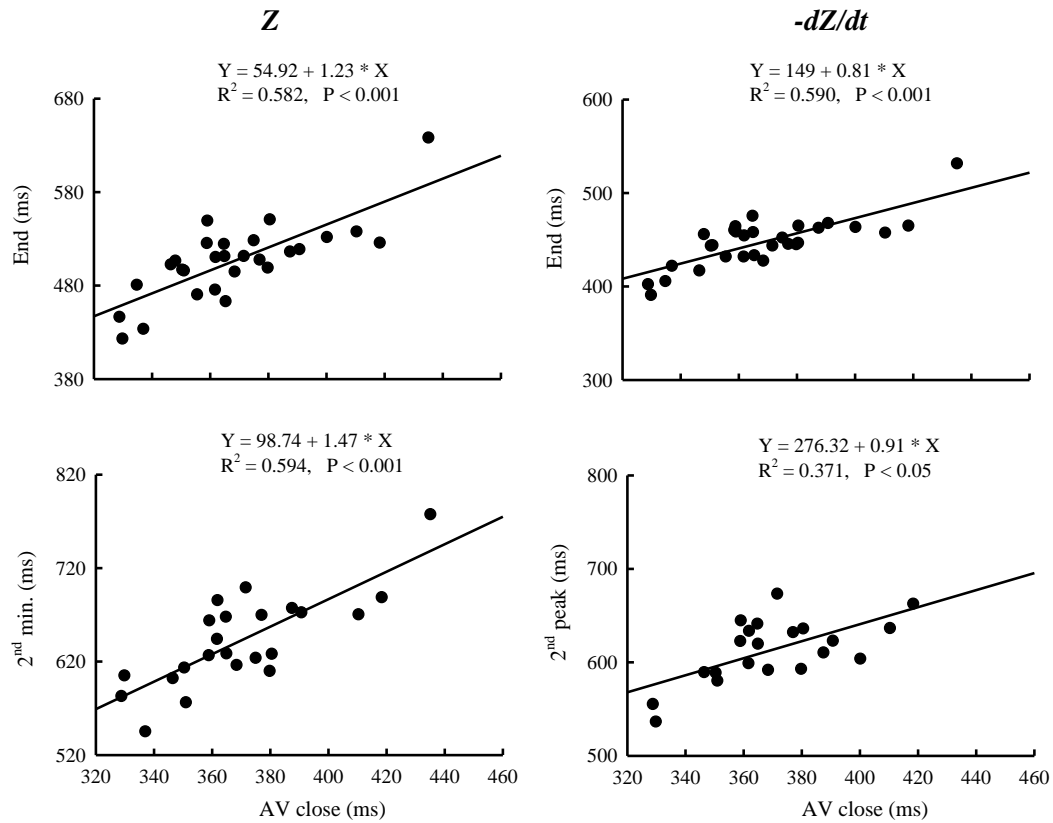 Z
-dZ/dt
Y = 54.92 + 1.23 * X
R² = 0.582, P < 0.001
680
580
480
380
End (ms)
Y = 149 + 0.81 * X
R² = 0.590, P < 0.001
600
500
400
300
End (ms)
Y = 98.74 + 1.47 * X
R² = 0.594, P < 0.001
820
720
620
520
2nd min. (ms)
320 340 360 380 400 420 440 460
AV close (ms)
Y = 276.32 + 0.91 * X
R² = 0.371, P < 0.05
800
700
600
500
2nd peak (ms)
320 340 360 380 400 420 440 460
AV close (ms)